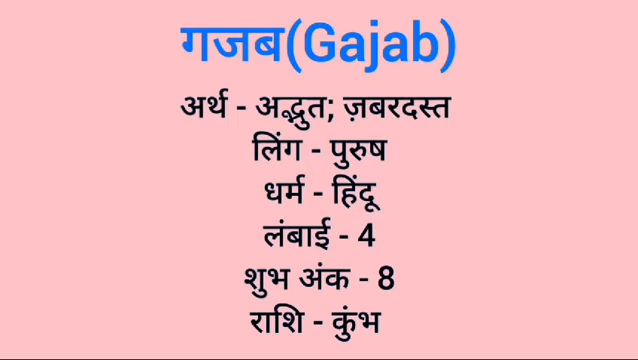 गजब(Gajab)
अर्थ - अद्भुत; ज़बरदस्त
लिंग - पुरुष
धर्म - हिंदू
लंबाई - 4
शुभ अंक - 8
राशि - कुंभ